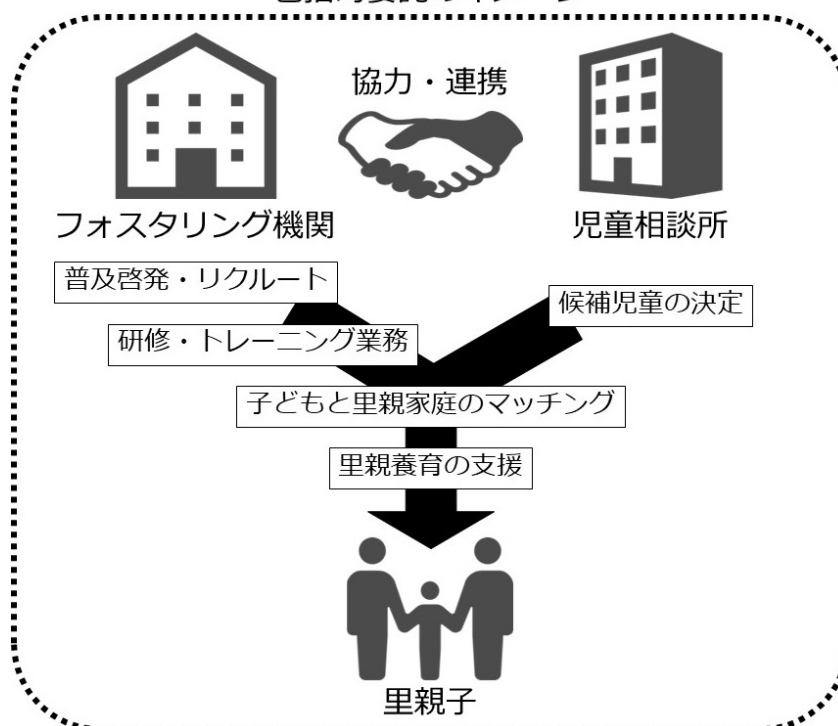 協力・連携
フォスタリング機関
児童相談所
普及啓発・リクルート
候補児童の決定
研修・トレーニング業務
子どもと里親家庭のマッチング
里親養育の支援
里親子